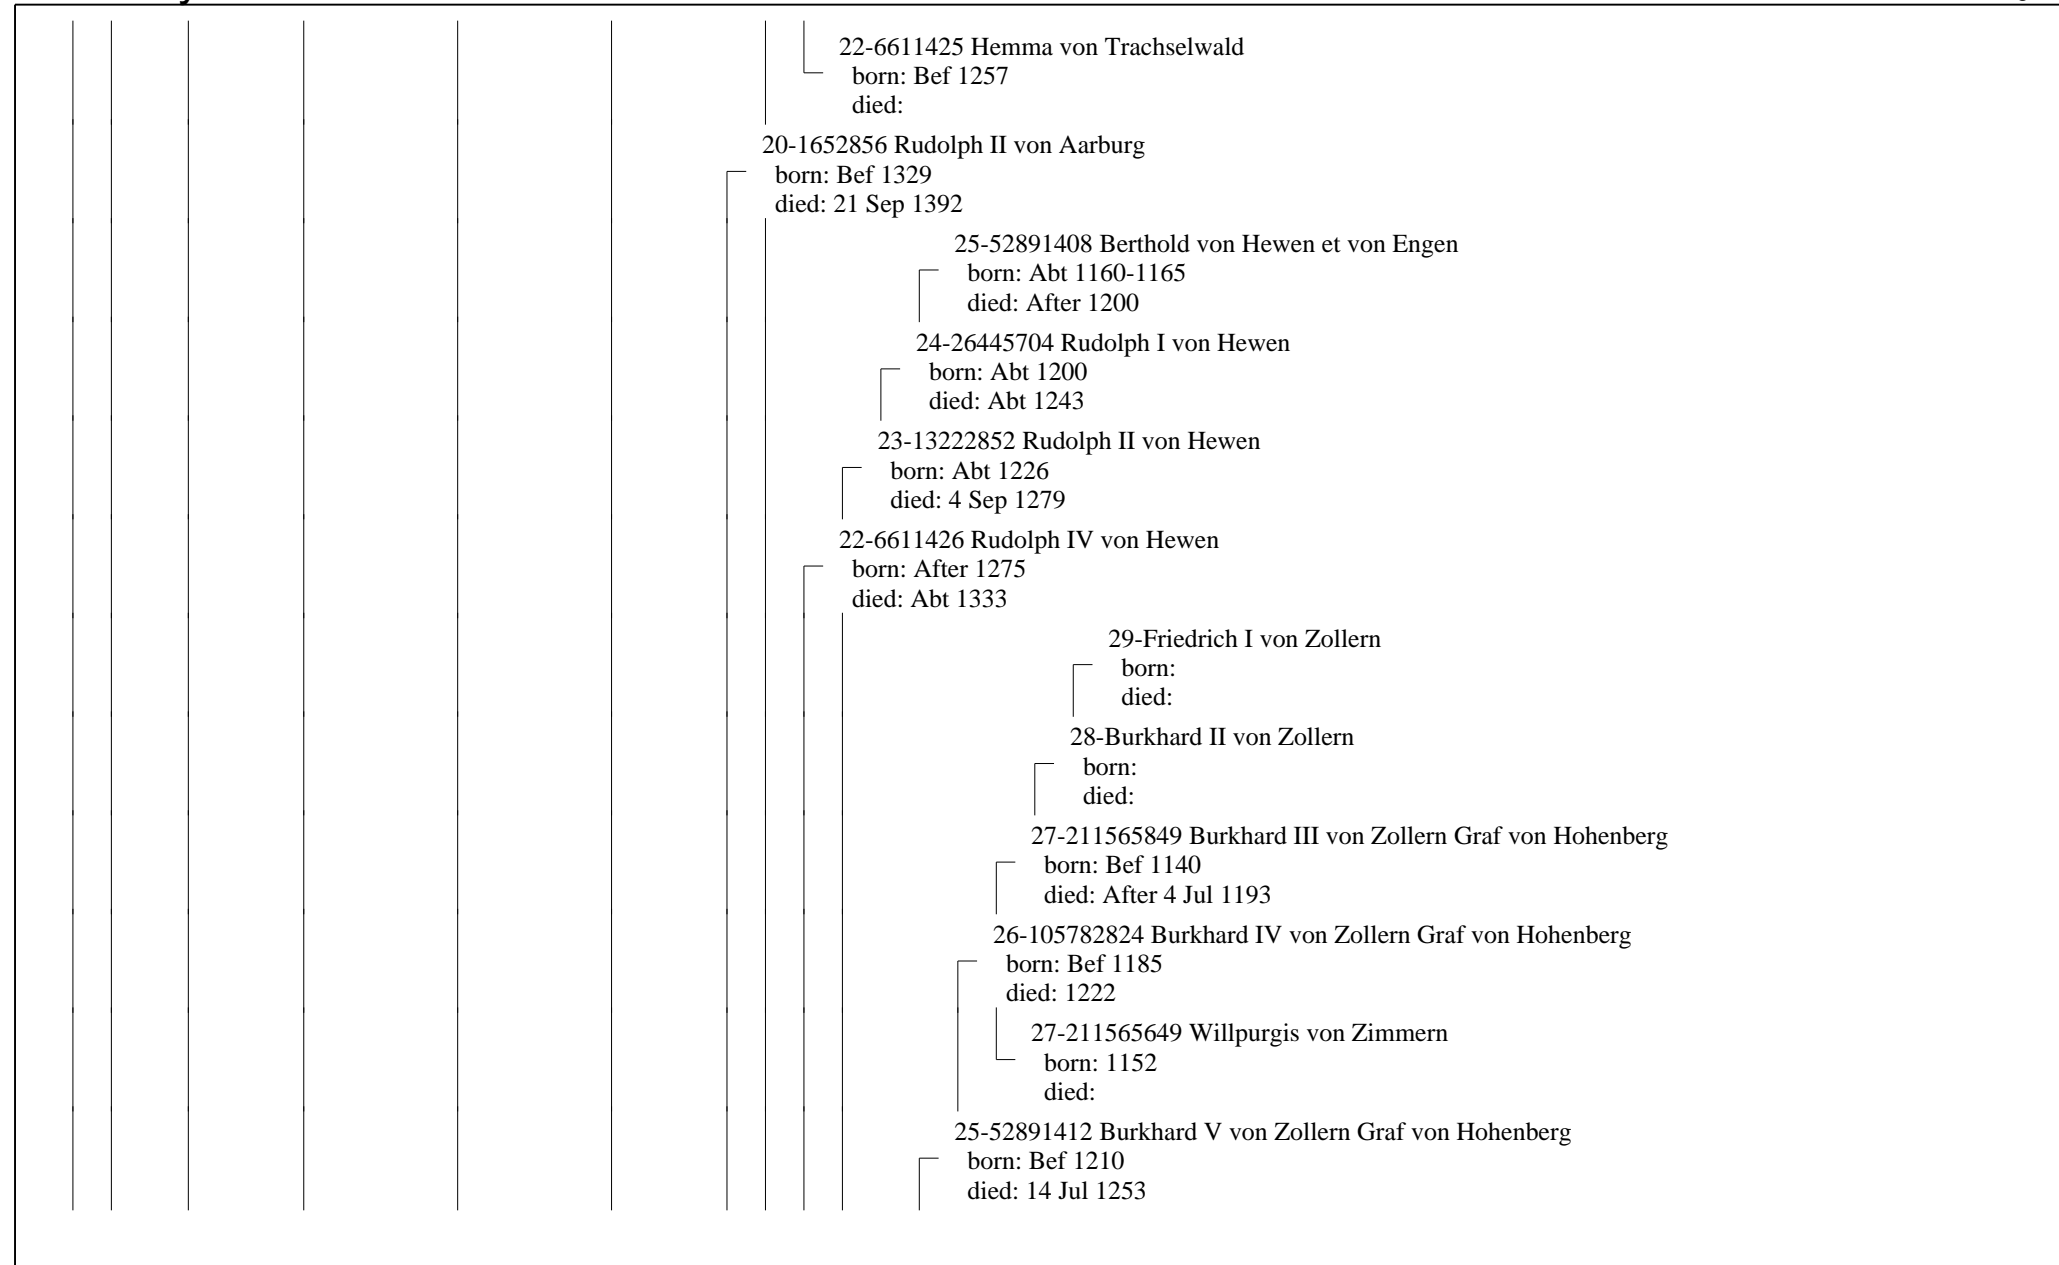 22-6611425 Hemma von Trachselwald
born: Bef 1257
died:
20-1652856 Rudolph II von Aarburg
born: Bef 1329
died: 21 Sep 1392
25-52891408 Berthold von Hewen et von Engen
born: Abt 1160-1165
died: After 1200
24-26445704 Rudolph I von Hewen
born: Abt 1200
died: Abt 1243
23-13222852 Rudolph II von Hewen
born: Abt 1226
died: 4 Sep 1279
22-6611426 Rudolph IV von Hewen
born: After 1275
died: Abt 1333
29-Friedrich I von Zollern
born:
died:
28-Burkhard II von Zollern
born:
died:
27-211565849 Burkhard III von Zollern Graf von Hohenberg
born: Bef 1140
died: After 4 Jul 1193
26-105782824 Burkhard IV von Zollern Graf von Hohenberg
born: Bef 1185
died: 1222
27-211565649 Willpurgis von Zimmern
born: 1152
died:
25-52891412 Burkhard V von Zollern Graf von Hohenberg
born: Bef 1210
died: 14 Jul 1253